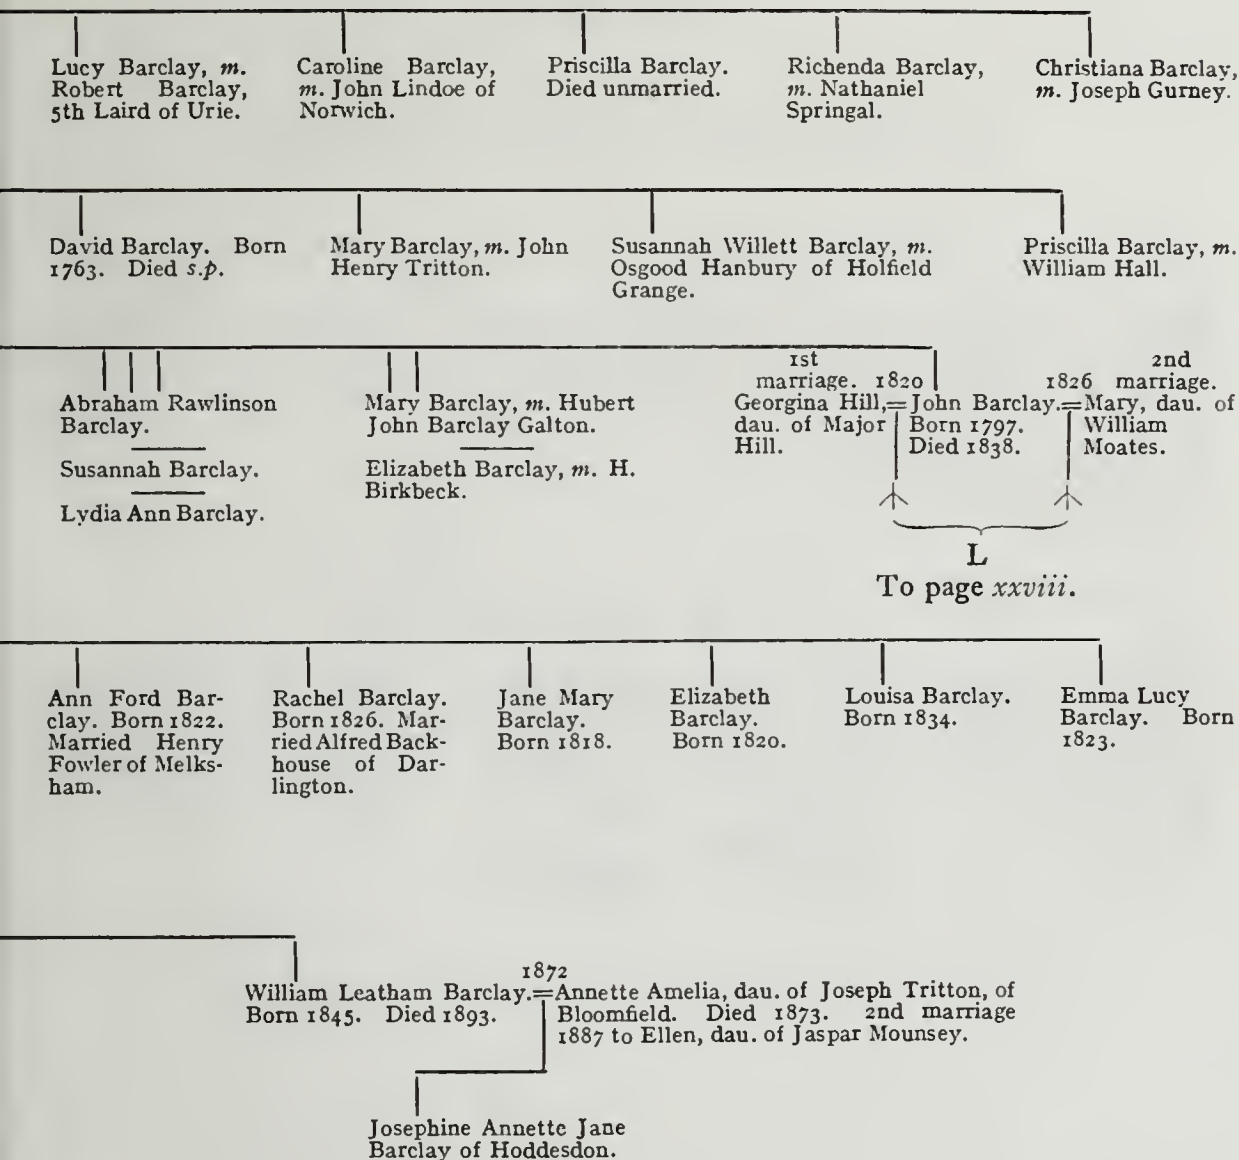 Lucy Barclay, m.
Robert Barclay,
5th Laird of Urie.
Caroline Barclay,
m. John Lindoe of
Norwich.
Priscilla Barclay.
Died unmarried.
Richenda Barclay,
m. Nathaniel
Springal.
Christiana Barclay,
m. Joseph Gurney.
David Barclay. Born
1763. Died s.p.
Mary Barclay, m. John
Henry Tritton.
Susannah Willett Barclay, m.
Osgood Hanbury of Holfield
Grange.
Priscilla Barclay, m.
William Hall.
Abraham Rawlinson
Barclay.
Susannah Barclay.
Lydia Ann Barclay.
Mary Barclay, m. Hubert
John Barclay Galton.
Elizabeth Barclay, m. H.
Birkbeck.
1st
marriage. 1820
Georgina Hill,=
dau. of Major
Hill.
John Barclay.=
Born 1797.
Died 1838.
2nd
1826 marriage.
Mary, dau. of
William
Moates.
L
To page xxviii.
Ann Ford Bar-
clay. Born 1822.
Married Henry
Fowler of Melks-
ham.
Rachel Barclay.
Born 1826. Mar-
ried Alfred Back-
house of Dar-
lington.
Jane Mary
Barclay.
Born 1818.
Elizabeth
Barclay.
Born 1820.
Louisa Barclay.
Born 1834.
Emma Lucy
Barclay. Born
1823.
1872
William Leatham Barclay.=
Born 1845. Died 1893.
Annette Amelia, dau. of Joseph Tritton, of
Bloomfield. Died 1873. 2nd marriage
1887 to Ellen, dau. of Jaspar Mounsey.
Josephine Annette Jane
Barclay of Hoddesdon.